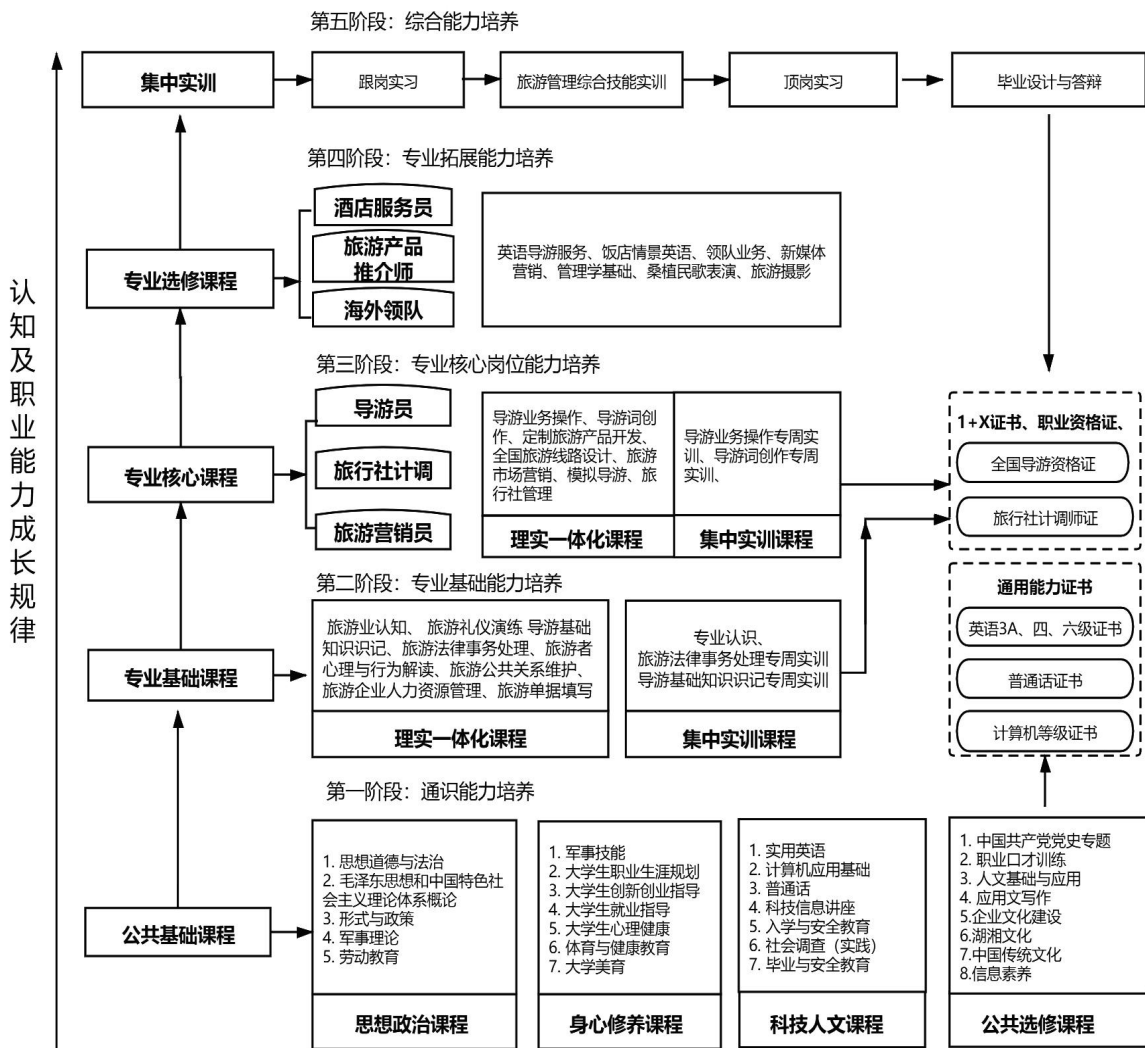 第五阶段：综合能力培养
集中实训
跟岗实习
旅游管理综合技能实训
顶岗实习
毕业设计与答辩
第四阶段：专业拓展能力培养
酒店服务员
旅游产品
推介师
海外领队
专业选修课程
英语导游服务、饭店情景英语、领队业务、新媒体
营销、管理学基础、桑植民歌表演、旅游摄影
认知及职业能力成长规律
第三阶段：专业核心岗位能力培养
导游员
旅行社计调
旅游营销员
专业核心课程
导游业务操作、导游词创
作、定制旅游产品开发、
全国旅游线路设计、旅游
市场营销、模拟导游、旅
行社管理
理实一体化课程
导游业务操作专周实
训、导游词创作专周
实训、
集中实训课程
1+X证书、职业资格证、
全国导游资格证
旅行社计调师证
第二阶段：专业基础能力培养
专业基础课程
旅游业认知、 旅游礼仪演练 导游基础
知识识记、旅游法律事务处理、旅游者
心理与行为解读、旅游公共关系维护、
旅游企业人力资源管理、旅游单据填写
理实一体化课程
专业认识、
旅游法律事务处理专周实训
导游基础知识识记专周实训
集中实训课程
通用能力证书
英语3A、四、六级证书
普通话证书
计算机等级证书
第一阶段：通识能力培养
公共基础课程
1. 思想道德与法治
2. 毛泽东思想和中国特色社
会主义理论体系概论
3. 形式与政策
4. 军事理论
5. 劳动教育
思想政治课程
1. 军事技能
2. 大学生职业生涯规划
3. 大学生创新创业指导
4. 大学生就业指导
5. 大学生心理健康
6. 体育与健康教育
7. 大学美育
身心修养课程
1. 实用英语
2. 计算机应用基础
3. 普通话
4. 科技信息讲座
5. 入学与安全教育
6. 社会调查（实践）
7. 毕业与安全教育
科技人文课程
1. 中国共产党党史专题
2. 职业口才训练
3. 人文基础与应用
4. 应用文写作
5.企业文化建设
6.湖湘文化
7.中国传统文化
8.信息素养
公共选修课程